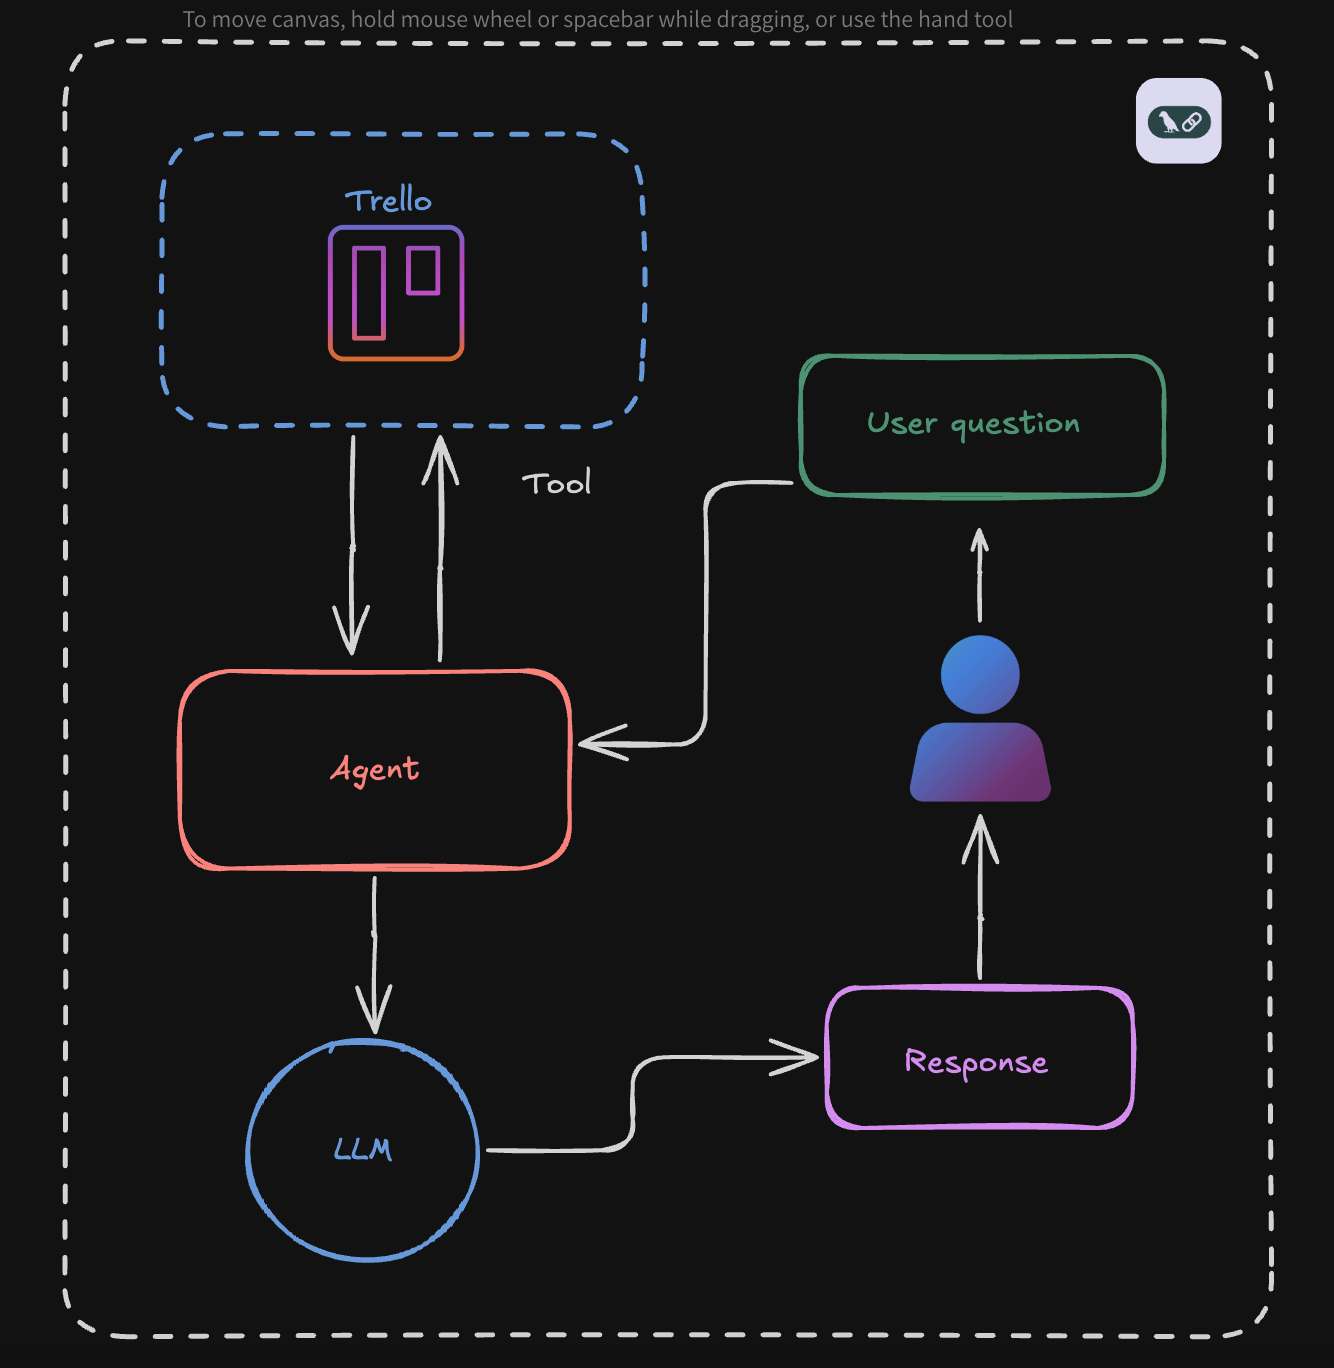 To move canvas, hold mouse wheel or spacebar while dragging, or use the hand tool
Trello
User question
Tool
Agent
Response
LLM